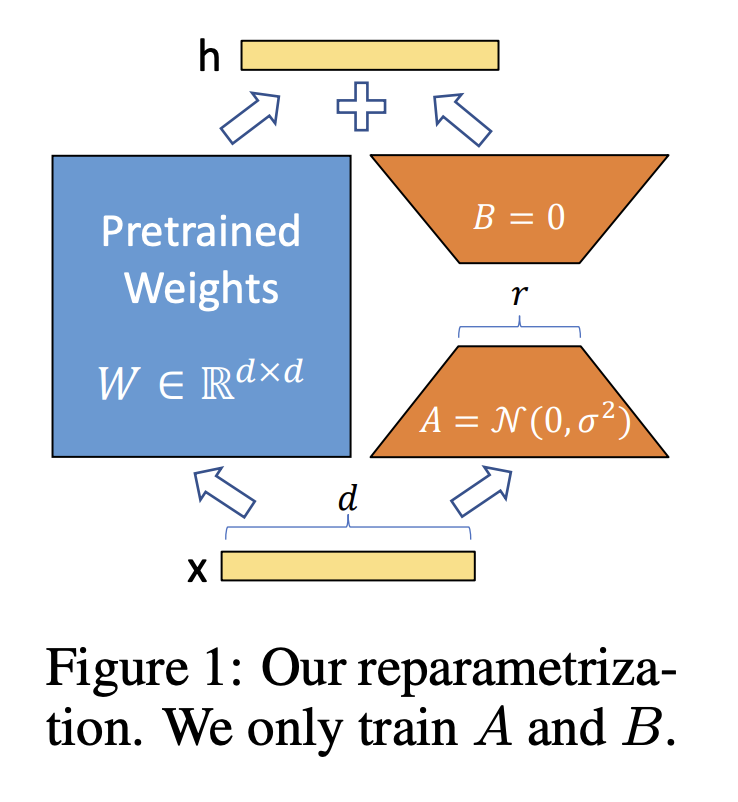 h
Pretrained
Weights
W ∈ ℝ^{d×d}
B = 0
r
A = 𝒩(0, σ²)
d
x
Figure 1: Our reparametriza-
tion. We only train A and B.